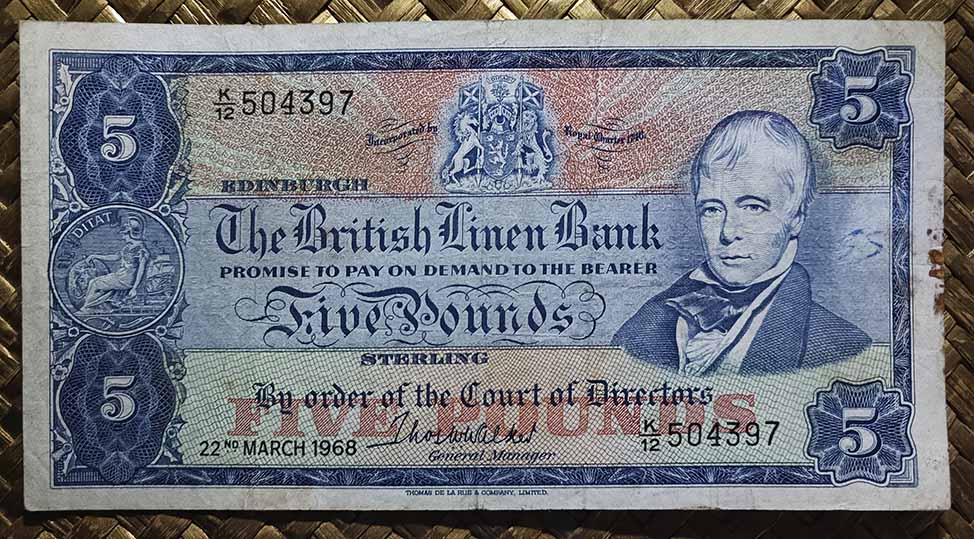 5
5
K/12 504397
Incorporated by
Royal Charter 1746.
EDINBURGH
DITAT
The British Linen Bank
PROMISE TO PAY ON DEMAND TO THE BEARER
Five Pounds
STERLING
By order of the Court of Directors
FIVE POUNDS
5
5
K/12 504397
22ND MARCH 1968
General Manager
THOMAS DE LA RUE & COMPANY, LIMITED.